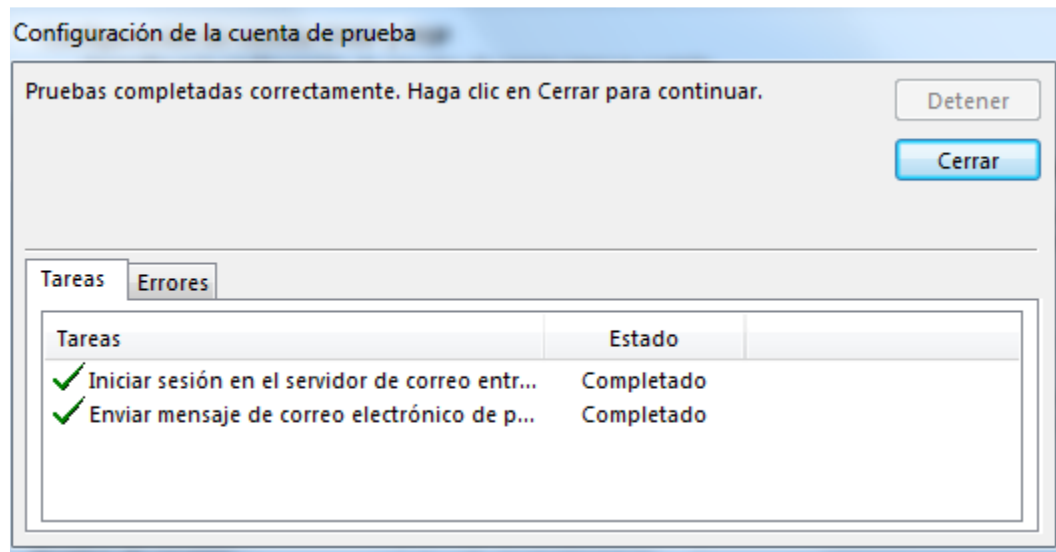 Configuración de la cuenta de prueba
Pruebas completadas correctamente. Haga clic en Cerrar para continuar.
Detener
Cerrar
Tareas Errores
Tareas Estado
Iniciar sesión en el servidor de correo entr... Completado
Enviar mensaje de correo electrónico de p... Completado